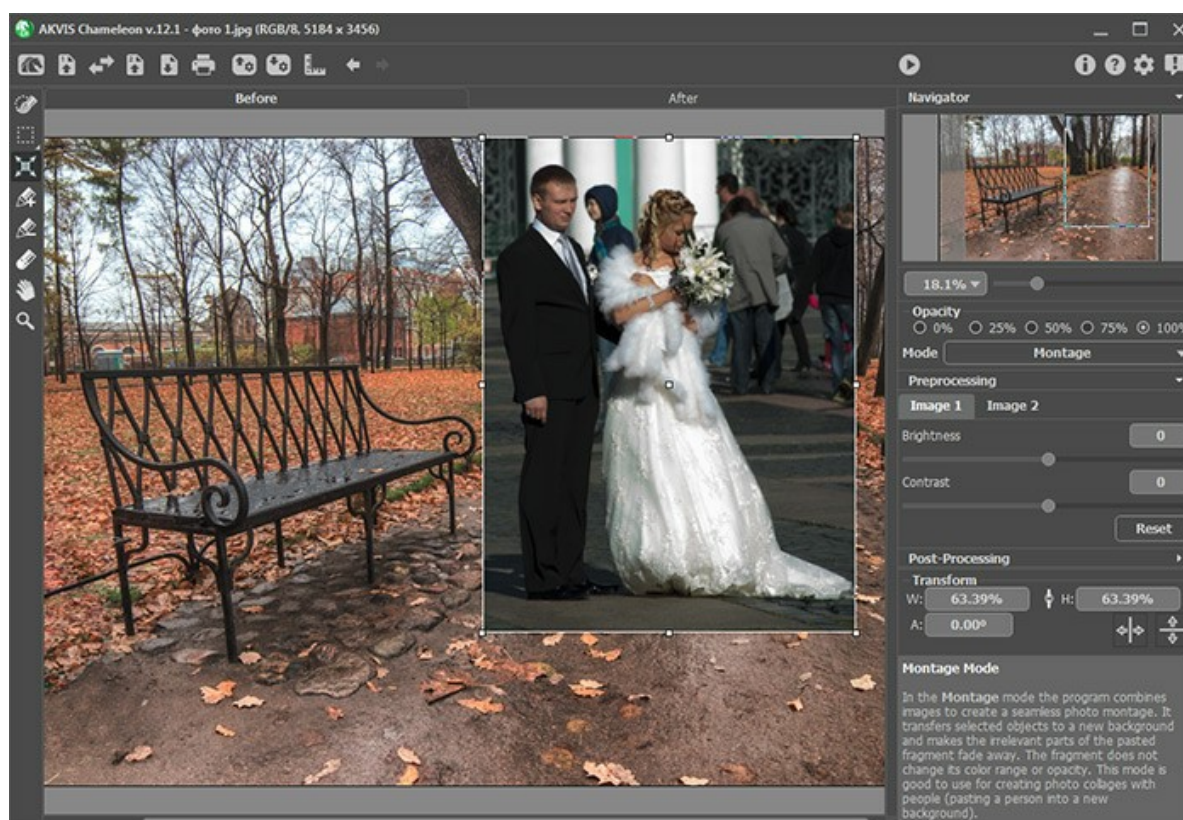 AKVIS Chameleon v.12.1 - фото 1.jpg (RGB/8, 5184 x 3456)
Before
After
Navigator
18.1%
Opacity
0% 25% 50% 75% 100%
Mode Montage
Preprocessing
Image 1 Image 2
Brightness 0
Contrast 0
Reset
Post-Processing
Transform
W: 63.39% H: 63.39%
A: 0.00º
Montage Mode
In the Montage mode the program combines
images to create a seamless photo montage. It
transfers selected objects to a new background
and makes the irrelevant parts of the pasted
fragment fade away. The fragment does not
change its color range or opacity. This mode is
good to use for creating photo collages with
people (pasting a person into a new
background).